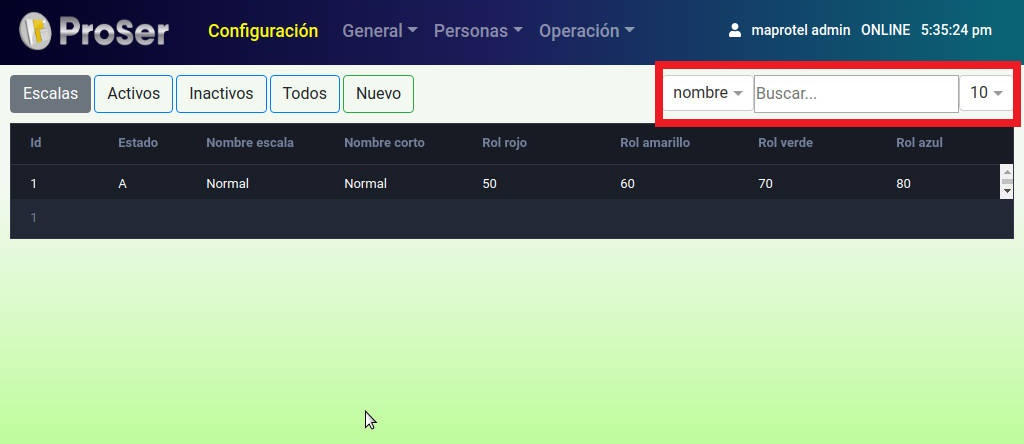 ProSer Configuración General Personas Operación maprotel admin ONLINE 5:35:24 pm
Escalas Activos Inactivos Todos Nuevo nombre Buscar... 10
Id Estado Nombre escala Nombre corto Rol rojo Rol amarillo Rol verde Rol azul
1 A Normal Normal 50 60 70 80
1